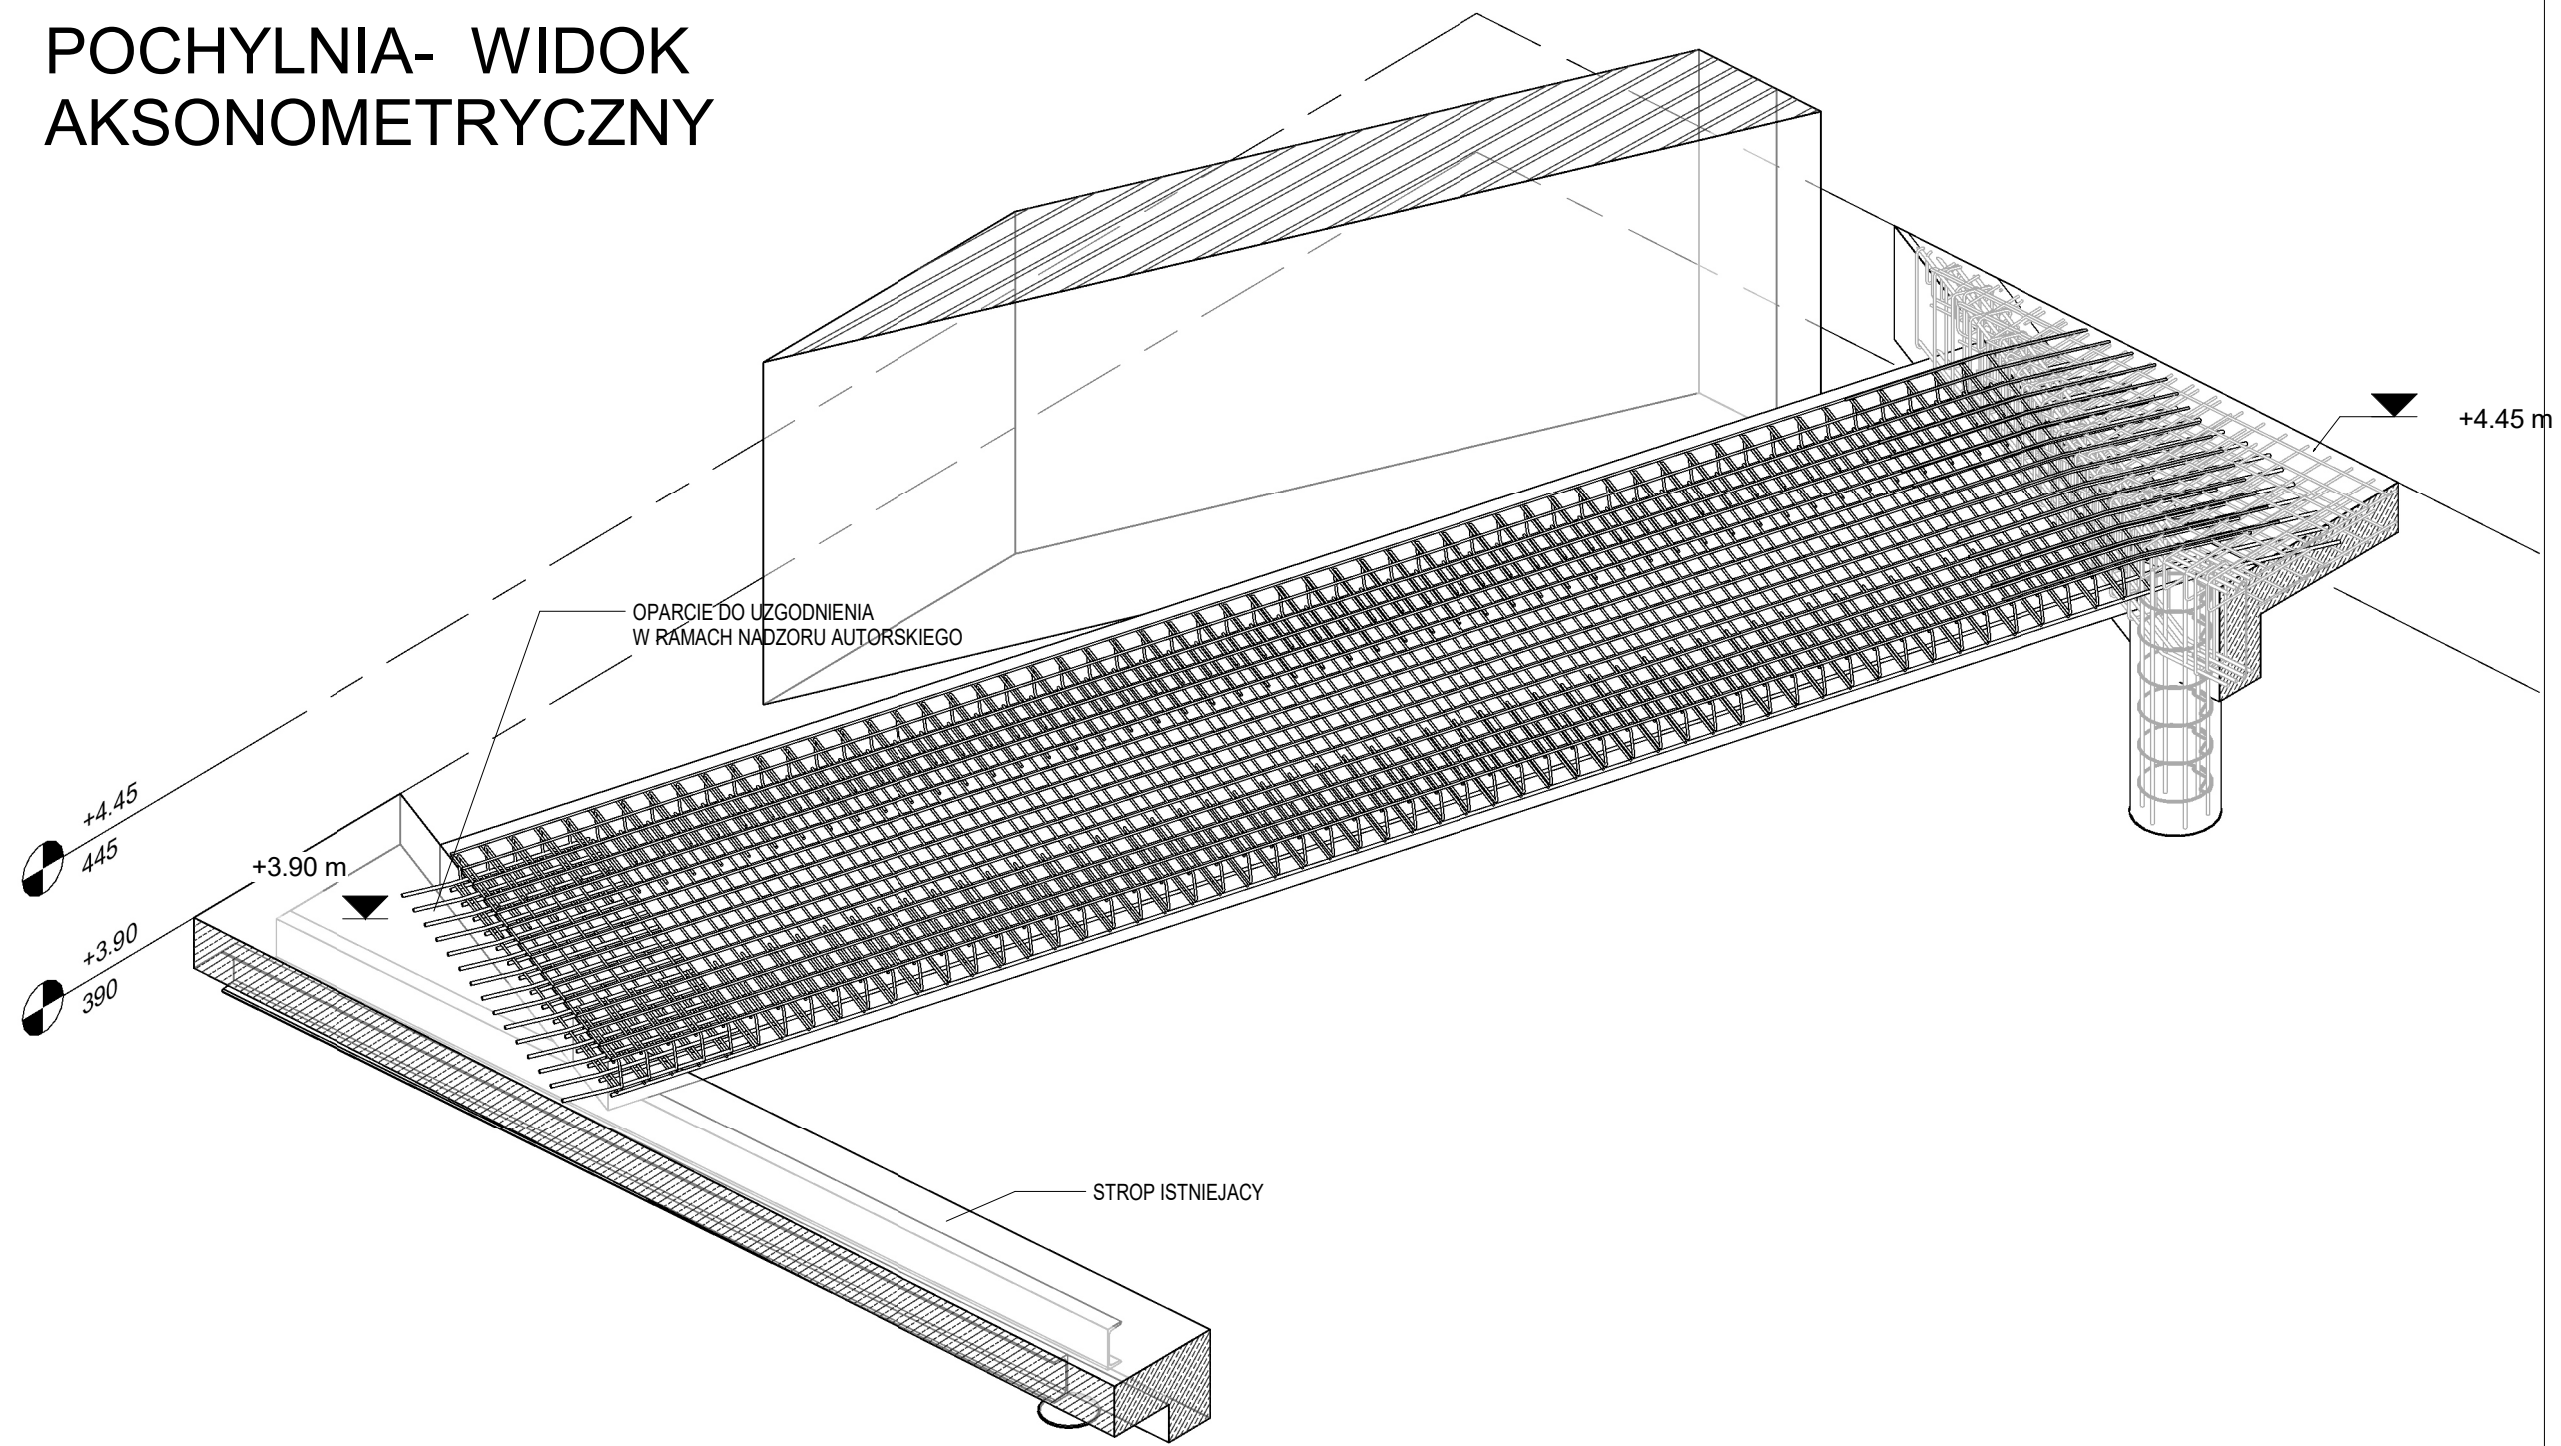 POCHYLNIA- WIDOK
AKSONOMETRYCZNY
+4.45 m
OPARCIE DO UZGODNIENIA
W RAMACH NADZORU AUTORSKIEGO
+4.45
445
+3.90 m
+3.90
390
STROP ISTNIEJACY